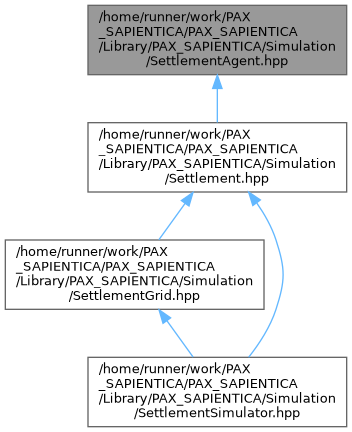 /home/runner/work/PAX
_SAPIENTICA/PAX_SAPIENTICA
/Library/PAX_SAPIENTICA/Simulation
/SettlementAgent.hpp
/home/runner/work/PAX
_SAPIENTICA/PAX_SAPIENTICA
/Library/PAX_SAPIENTICA/Simulation
/Settlement.hpp
/home/runner/work/PAX
_SAPIENTICA/PAX_SAPIENTICA
/Library/PAX_SAPIENTICA/Simulation
/SettlementGrid.hpp
/home/runner/work/PAX
_SAPIENTICA/PAX_SAPIENTICA
/Library/PAX_SAPIENTICA/Simulation
/SettlementSimulator.hpp